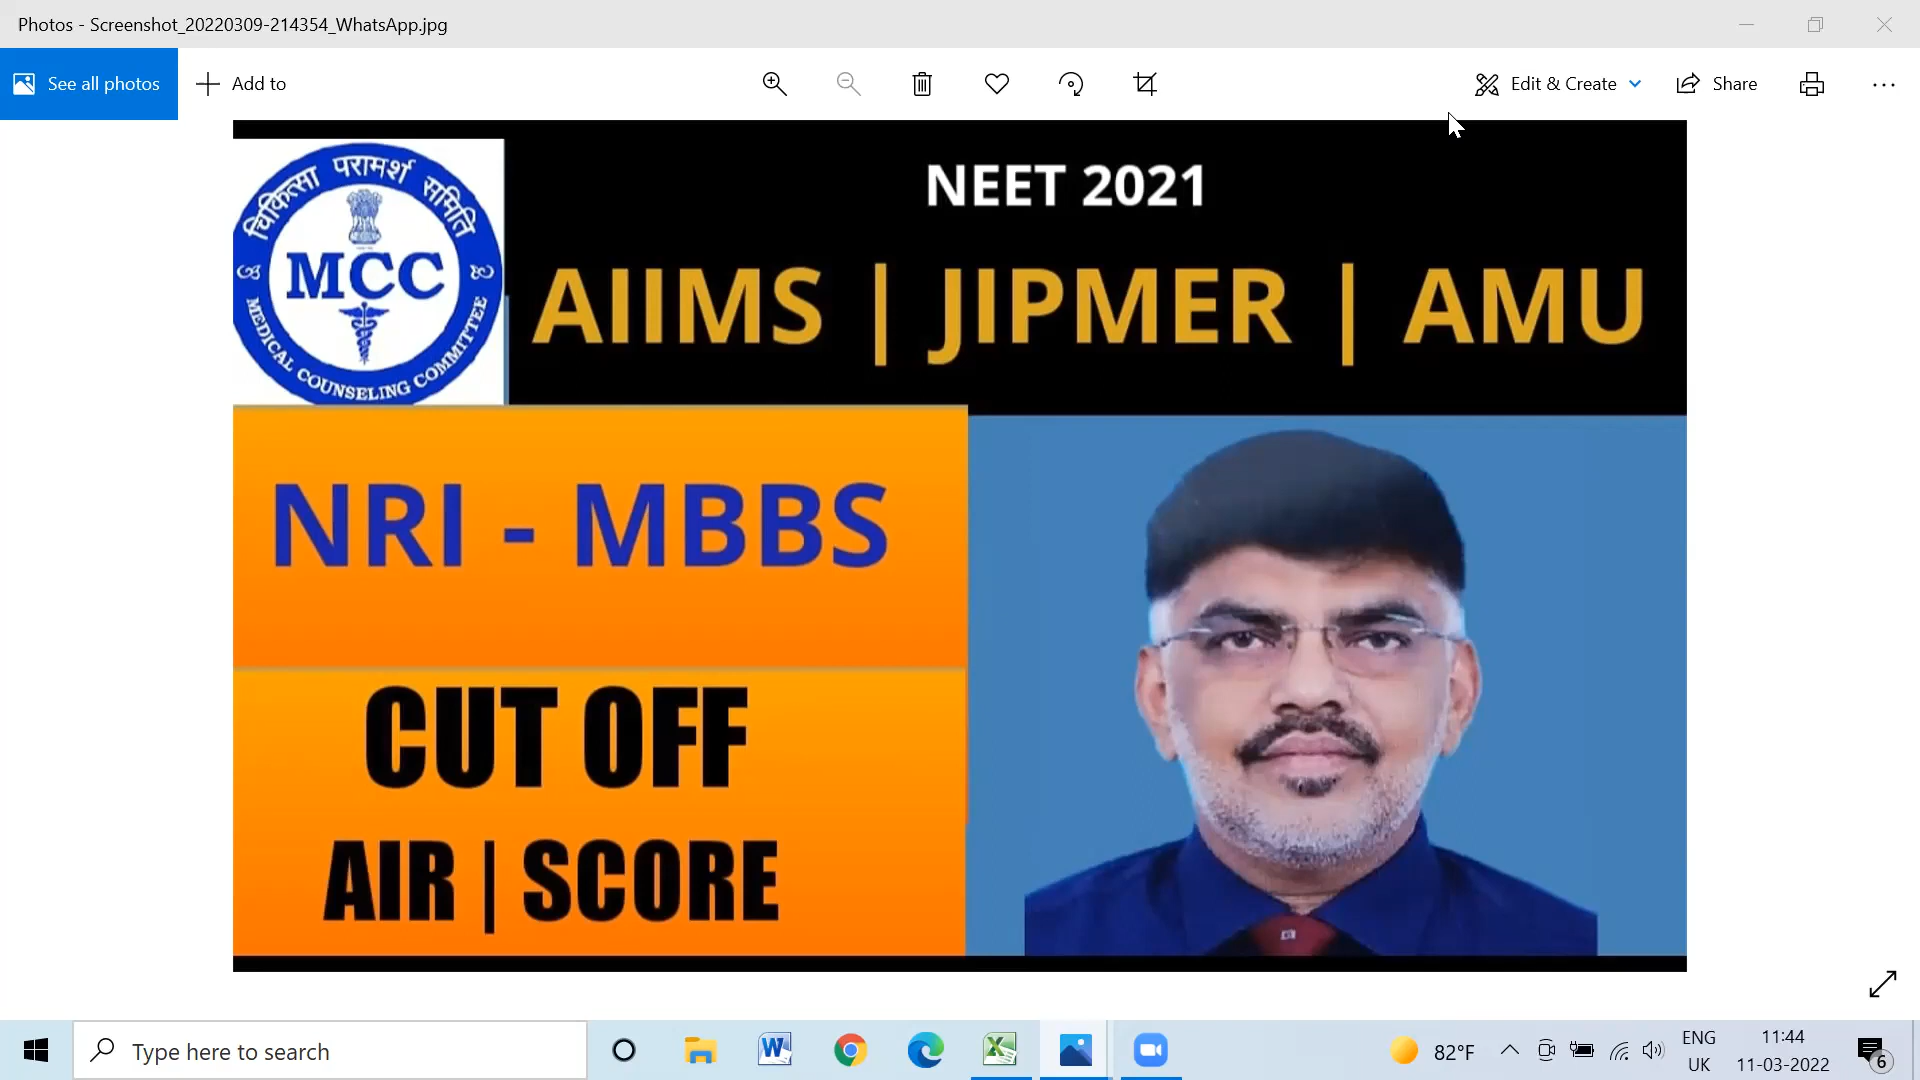 Photos - Screenshot_20220309-214354_WhatsApp.jpg
See all photos
Add to
Edit & Create
Share
चिकित्सा परामर्श समिति
MCC
MEDICAL COUNSELING COMMITTEE
NEET 2021
AIIMS | JIPMER | AMU
NRI - MBBS
CUT OFF
AIR | SCORE
Type here to search
82°F
ENG
UK
11:44
11-03-2022
6